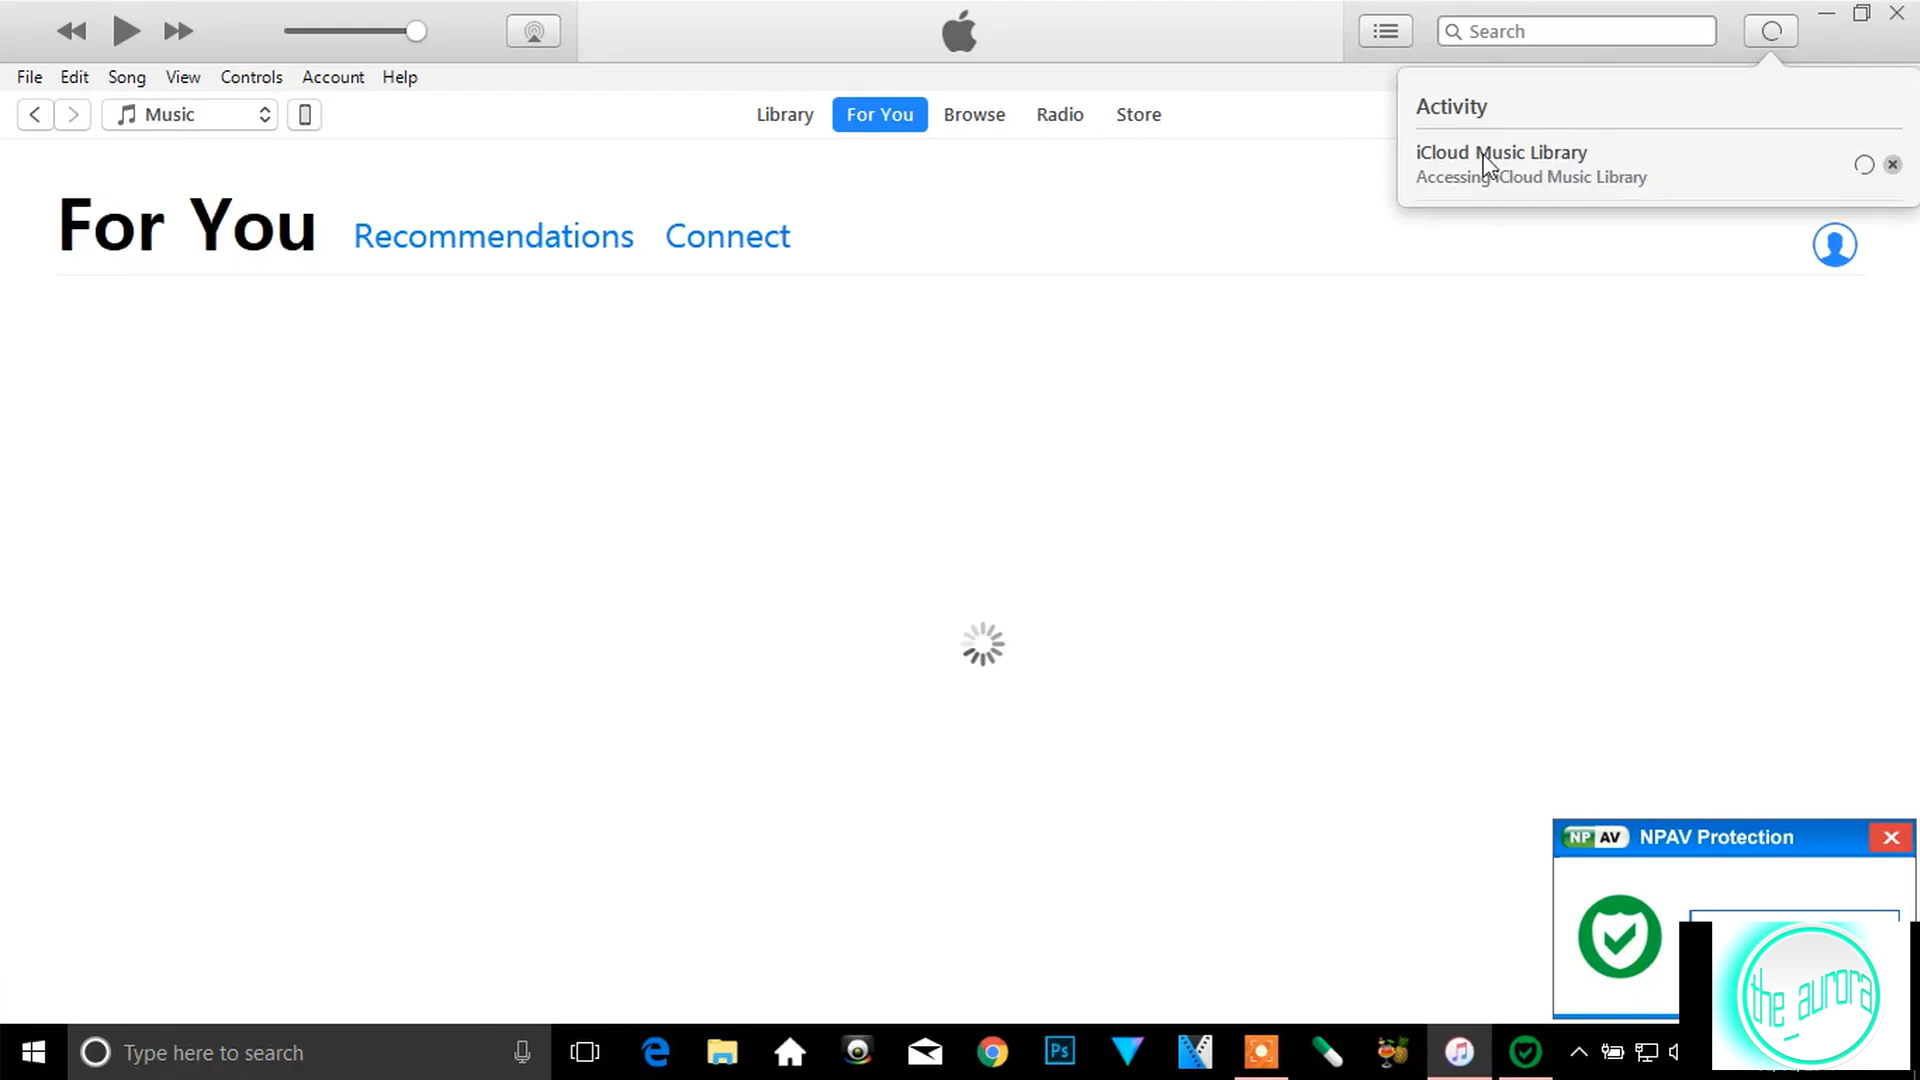 Search
File Edit Song View Controls Account Help
Activity
Music
Library For You Browse Radio Store
iCloud Music Library
Accessing iCloud Music Library
For You Recommendations Connect
NP AV NPAV Protection
the aurora
Type here to search
Ps